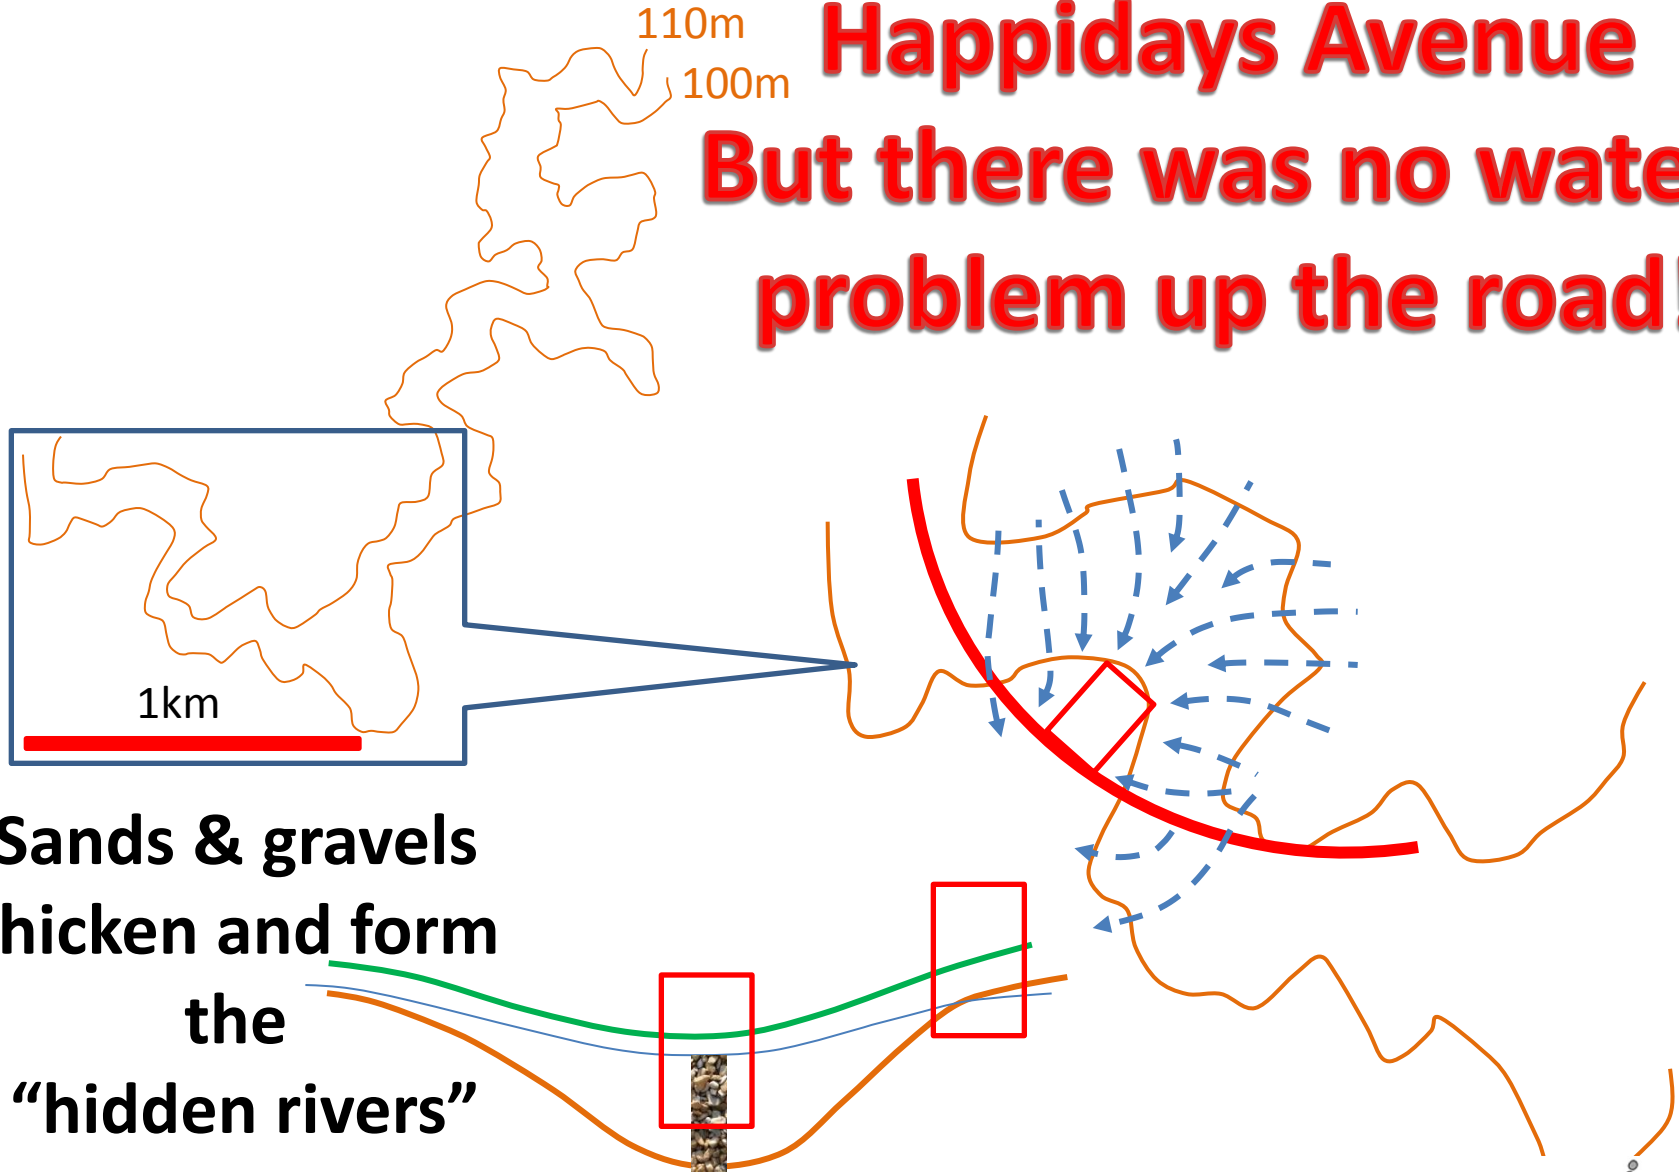 110m
100m
Happidays Avenue
But there was no wate
problem up the road!
1km
Sands & gravels
hicken and form
the
“hidden rivers”